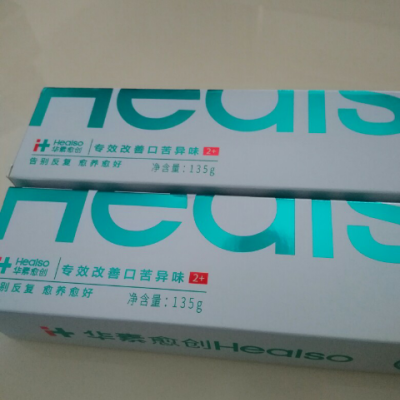 Healso
Healso
华素愈创
专效改善口苦异味 2+
告别反复 愈养愈好
净含量:135g
Healso
Healso
华素愈创
专效改善口苦异味 2+
别反复 愈养愈好
净含量:135g
华素愈创Healso